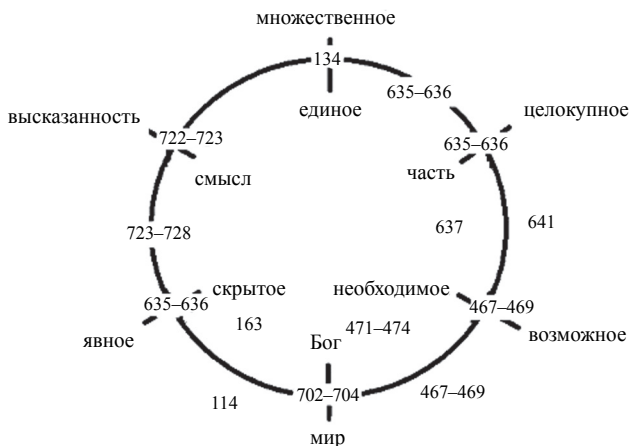 множественное
134
единое
635–636
высказанность
целокупное
722–723
635–636
смысл
часть
723–728
637
641
скрытое
необходимое
635–636
467–469
явное
163
Бог
471–474
возможное
114
702–704
467–469
мир